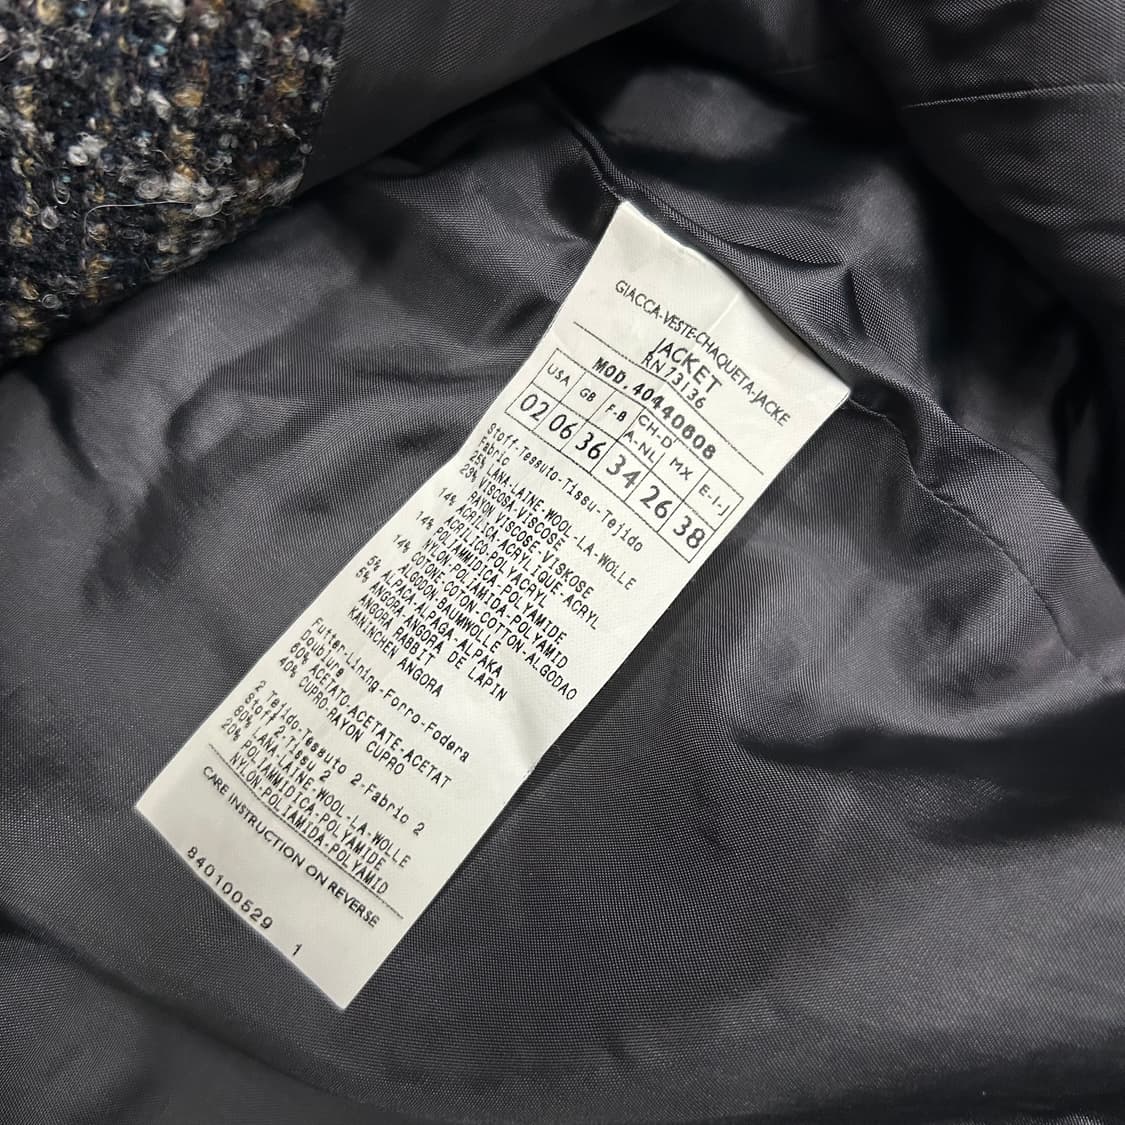 GIACCA-VESTE-CHAQUETA-JACKE
JACKET
RN 73136
MOD. 40440608
USA GB F-B CH-D A-NL MX E-I-J
02 06 36 34 26 38
Stoff-Tessuto-Tissu-Tejido
Fabric
25% LANA-LAINE-WOOL-LA-WOLLE
23% VISCOSA-VISCOSE
RAYON VISCOSE-VISKOSE
14% ACRILICA-ACRYLIQUE-ACRYL
ACRILICO-POLYACRYL
14% POLIAMMIDICA-POLYAMIDE
NYLON-POLIAMIDA-POLYAMID
14% COTONE-COTON-COTTON-ALGODAO
ALGODON-BAUMWOLLE
5% ALPACA-ALPAGA-ALPAKA
5% ANGORA-ANGORA DE LAPIN
ANGORA RABBIT
KANINCHEN ANGORA
Futter-Lining-Forro-Fodera
Doublure
60% ACETATO-ACETATE-ACETAT
40% CUPRO-RAYON CUPRO
2 Tejido-Tessuto 2-Fabric 2
Stoff 2-Tissu 2
80% LANA-LAINE-WOOL-LA-WOLLE
20% POLIAMMIDICA-POLYAMIDE
NYLON-POLIAMIDA-POLYAMID
CARE INSTRUCTION ON REVERSE
840100529 1